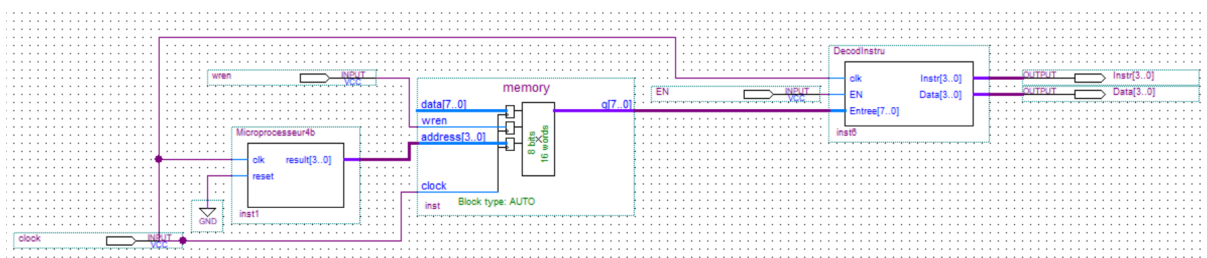 DecodInstru
wren
INPUT
VCC
memory
clk
Instr[3..0]
OUTPUT
Instr[3..0]
EN
INPUT
VCC
EN
Data[3..0]
OUTPUT
Data[3..0]
data[7..0]
q[7..0]
Entree[7..0]
wren
Microprocesseur4b
address[3..0]
8 bits
16 words
inst6
clk
result[3..0]
reset
clock
inst
Block type: AUTO
inst1
GND
clock
INPUT
VCC